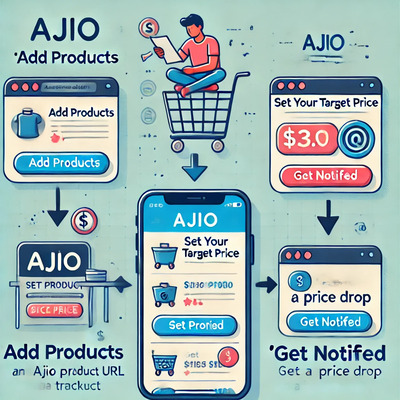 AJIO
Add Products
Add Products
Add Products
AJIO
Set Your Target Price
$3.0
Get Notifed
AJIO
SET PRODUCT
AJIO
Set Your
Target Price
Set Proried
a price drop
Get Notifed
Add Products
an Ajio product URL
trackuct
'Get Notifed
Get a price drop